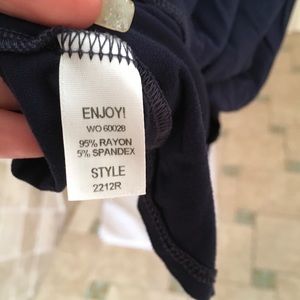 ENJOY!
WO 60028
95% RAYON
5% SPANDEX
STYLE
2212R